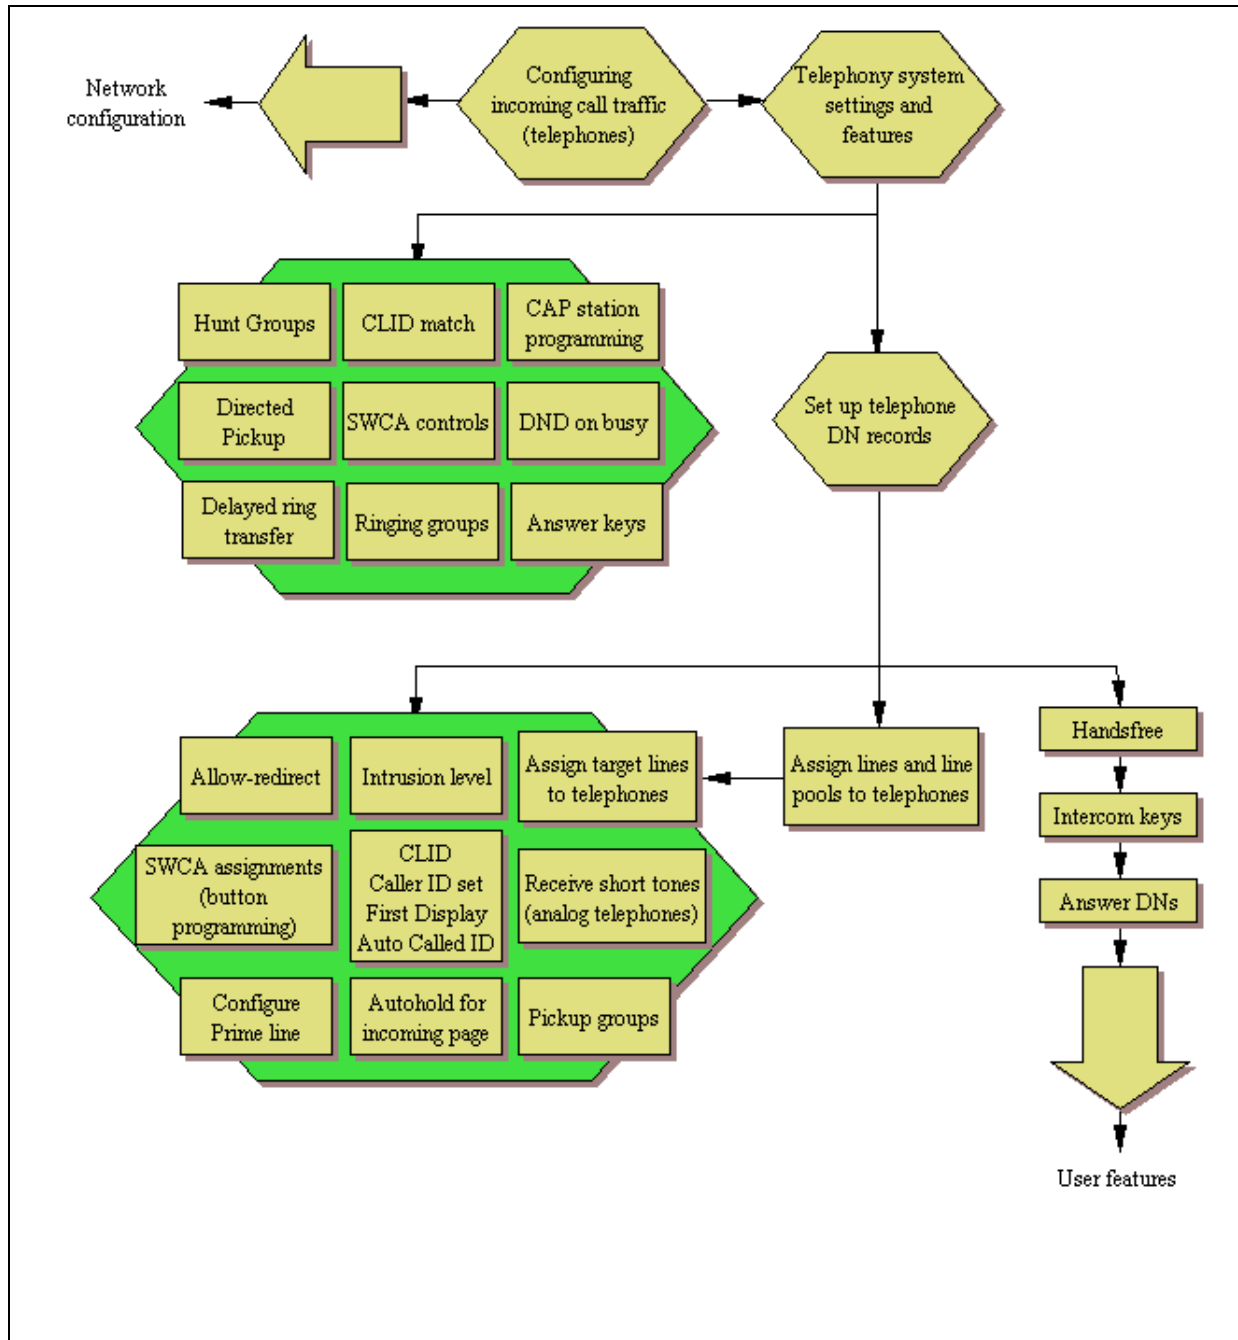 Network
configuration
Configuring
incoming call traffic
(telephones)
Telephony system
settings and
features
Hunt Groups
CLID match
CAP station
programming
Directed
Pickup
SWCA controls
DND on busy
Delayed ring
transfer
Ringing groups
Answer keys
Set up telephone
DN records
Allow-redirect
Intrusion level
Assign target lines
to telephones
Assign lines and line
pools to telephones
SWCA assignments
(button
programming)
CLID
Caller ID set
First Display
Auto Called ID
Receive short tones
(analog telephones)
Configure
Prime line
Autohold for
incoming page
Pickup groups
Handsfree
Intercom keys
Answer DNs
User features